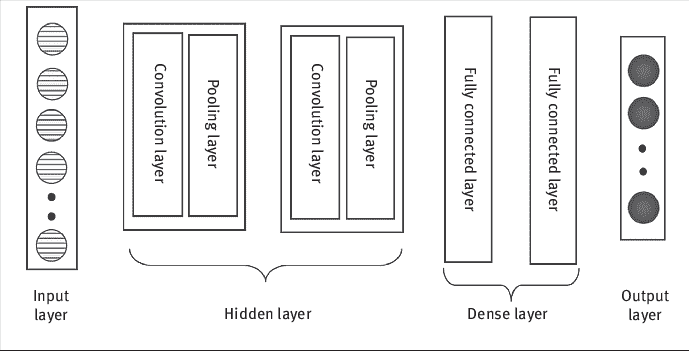 Convolution layer
Pooling layer
Convolution layer
Pooling layer
Fully connected layer
Fully connected layer
Input
layer
Hidden layer
Dense layer
Output
layer